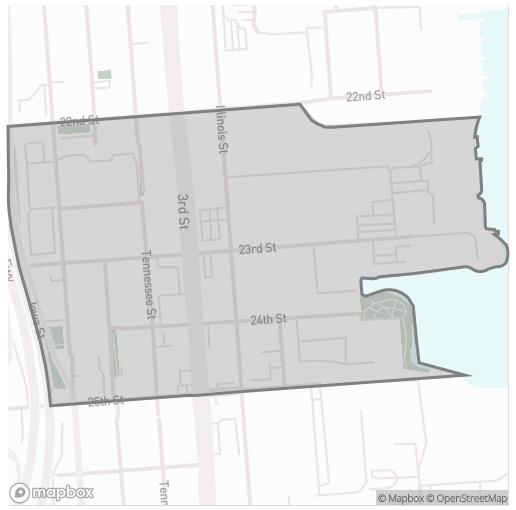 22nd St
22nd St
Illinois St
3rd St
23rd St
Tennessee St
Fwy
Iowa St
24th St
25th St
Tenn
mapbox
© Mapbox © OpenStreetMap